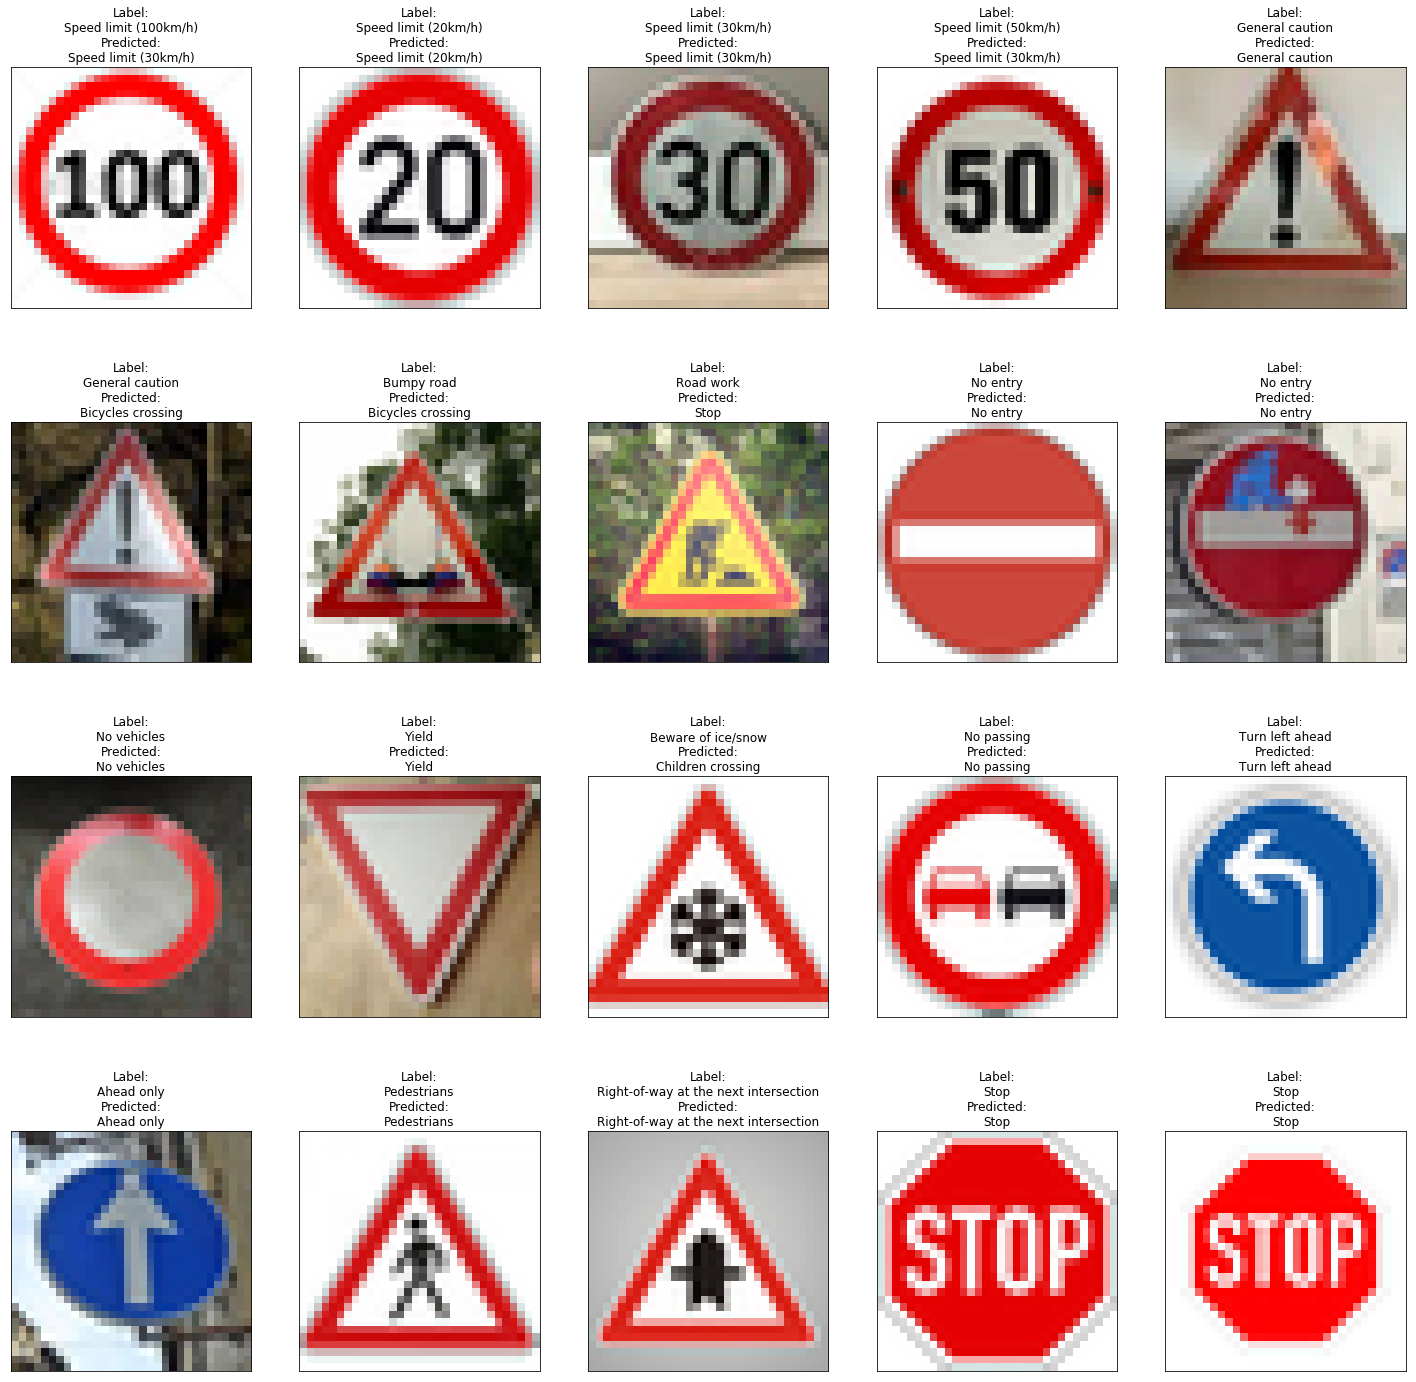 Label:
Speed limit (100km/h)
Predicted:
Speed limit (30km/h)
100
Label:
Speed limit (20km/h)
Predicted:
Speed limit (20km/h)
20
Label:
Speed limit (30km/h)
Predicted:
Speed limit (30km/h)
30
Label:
Speed limit (50km/h)
Predicted:
Speed limit (30km/h)
50
Label:
General caution
Predicted:
General caution
!
Label:
General caution
Predicted:
Bicycles crossing
!
Label:
Bumpy road
Predicted:
Bicycles crossing
Label:
Road work
Predicted:
Stop
Label:
No entry
Predicted:
No entry
Label:
No entry
Predicted:
No entry
Label:
No vehicles
Predicted:
No vehicles
Label:
Yield
Predicted:
Yield
Label:
Beware of ice/snow
Predicted:
Children crossing
Label:
No passing
Predicted:
No passing
Label:
Turn left ahead
Predicted:
Turn left ahead
Label:
Ahead only
Predicted:
Ahead only
Label:
Pedestrians
Predicted:
Pedestrians
Label:
Right-of-way at the next intersection
Predicted:
Right-of-way at the next intersection
Label:
Stop
Predicted:
Stop
STOP
Label:
Stop
Predicted:
Stop
STOP